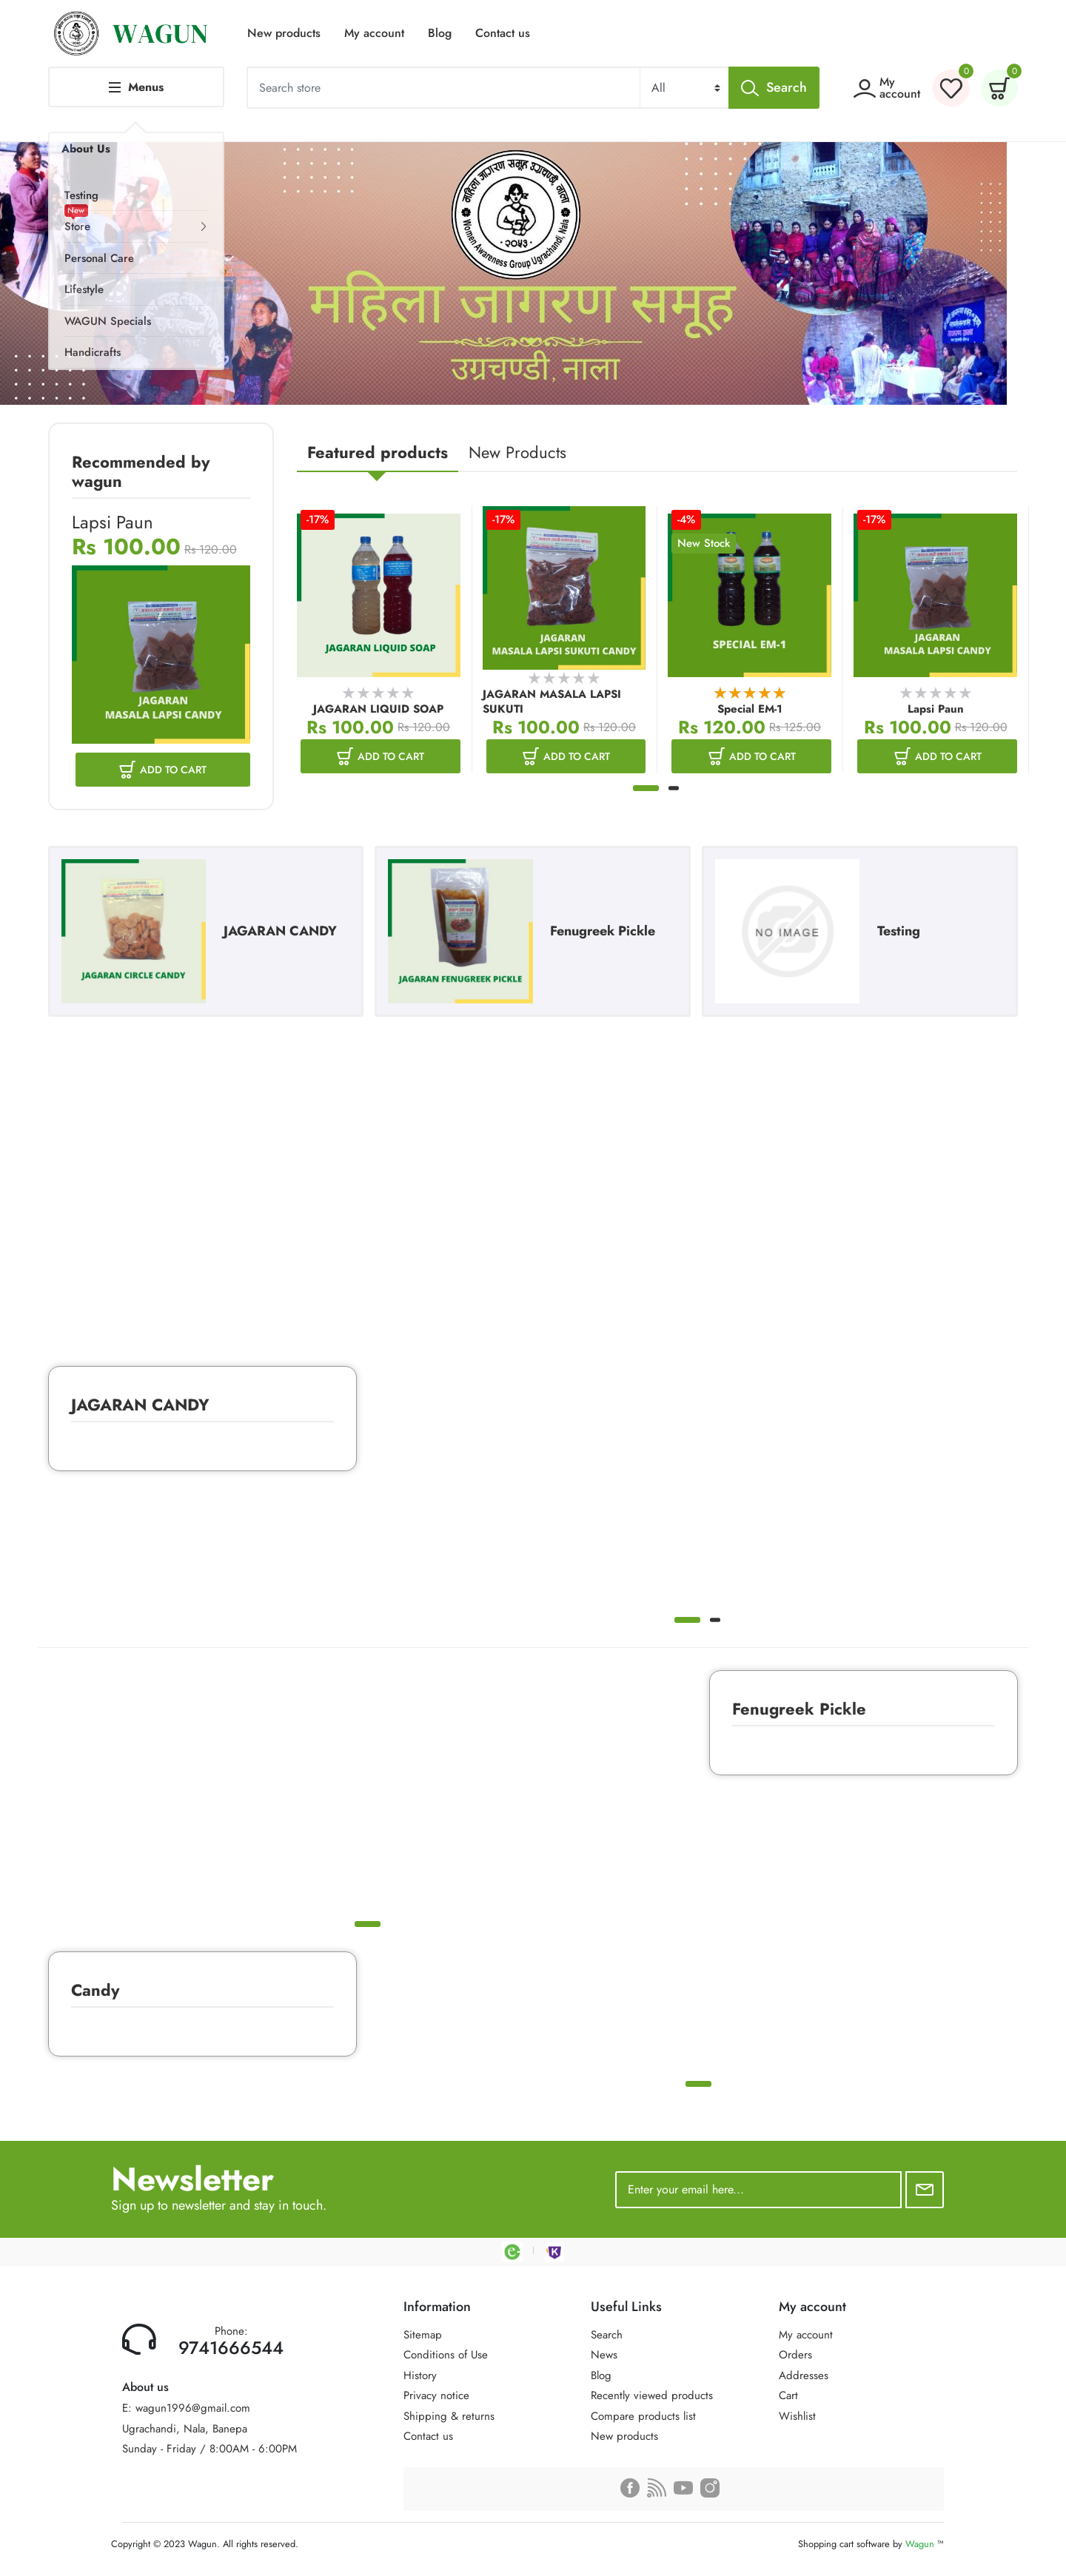 WAGUN
New products
My account
Blog
Contact us
Menus
Search store
All
Search
My account
0
0
About Us
Testing
New
Store
Personal Care
Lifestyle
WAGUN Specials
Handicrafts
महिला जागरण समूह उग्रचण्डी, नाला
२०५३
Women Awareness Group Ugrachandi, Nala
महिला जागरण समूह
उग्रचण्डी, नाला
Recommended by wagun
Lapsi Paun
Rs 100.00 Rs 120.00
JAGARAN
MASALA LAPSI CANDY
ADD TO CART
Featured products
New Products
-17%
JAGARAN LIQUID SOAP
JAGARAN LIQUID SOAP
Rs 100.00 Rs 120.00
ADD TO CART
-17%
JAGARAN
MASALA LAPSI SUKUTI CANDY
JAGARAN MASALA LAPSI SUKUTI
Rs 100.00 Rs 120.00
ADD TO CART
-4%
New Stock
SPECIAL EM-1
Special EM-1
Rs 120.00 Rs 125.00
ADD TO CART
-17%
JAGARAN
MASALA LAPSI CANDY
Lapsi Paun
Rs 100.00 Rs 120.00
ADD TO CART
JAGARAN CIRCLE CANDY
JAGARAN CANDY
JAGARAN FENUGREEK PICKLE
Fenugreek Pickle
NO IMAGE
Testing
JAGARAN CANDY
Fenugreek Pickle
Candy
Newsletter
Sign up to newsletter and stay in touch.
Enter your email here...
Phone:
9741666544
About us
E: wagun1996@gmail.com
Ugrachandi, Nala, Banepa
Sunday - Friday / 8:00AM - 6:00PM
Information
Sitemap
Conditions of Use
History
Privacy notice
Shipping & returns
Contact us
Useful Links
Search
News
Blog
Recently viewed products
Compare products list
New products
My account
My account
Orders
Addresses
Cart
Wishlist
Copyright © 2023 Wagun. All rights reserved.
Shopping cart software by Wagun ™